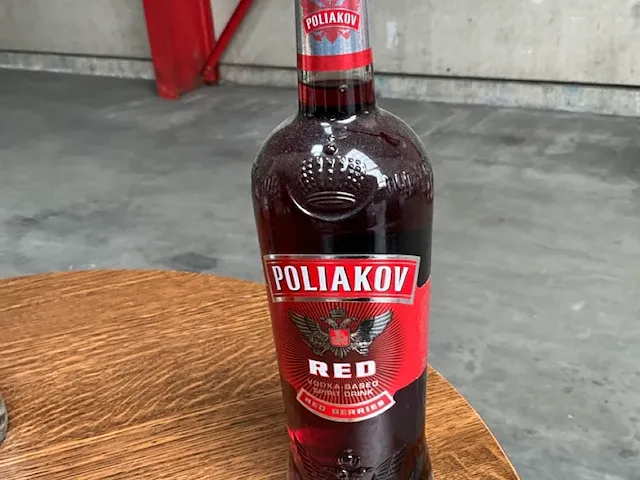 POLIAKOV
POLIAKOV
RED
VODKA-BASED
SPIRIT DRINK
RED BERRIES